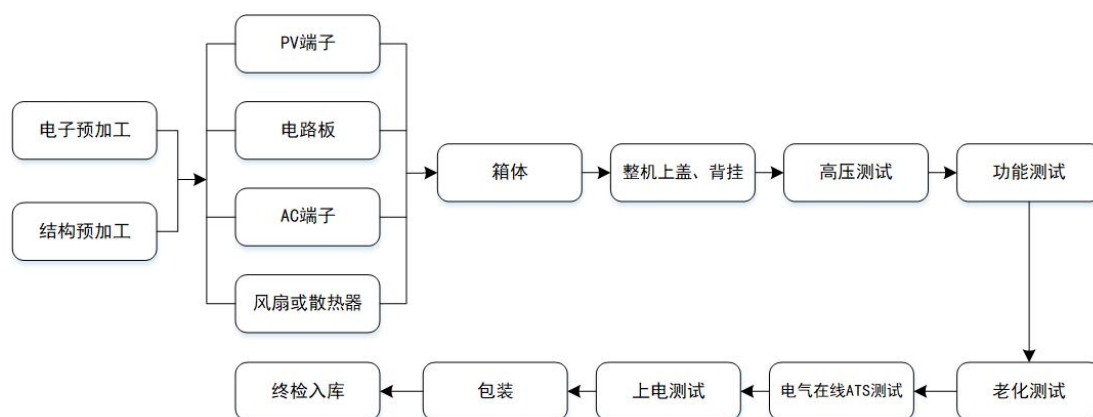 电子预加工
结构预加工
PV端子
电路板
AC端子
风扇或散热器
箱体
整机上盖、背挂
高压测试
功能测试
老化测试
电气在线ATS测试
上电测试
包装
终检入库